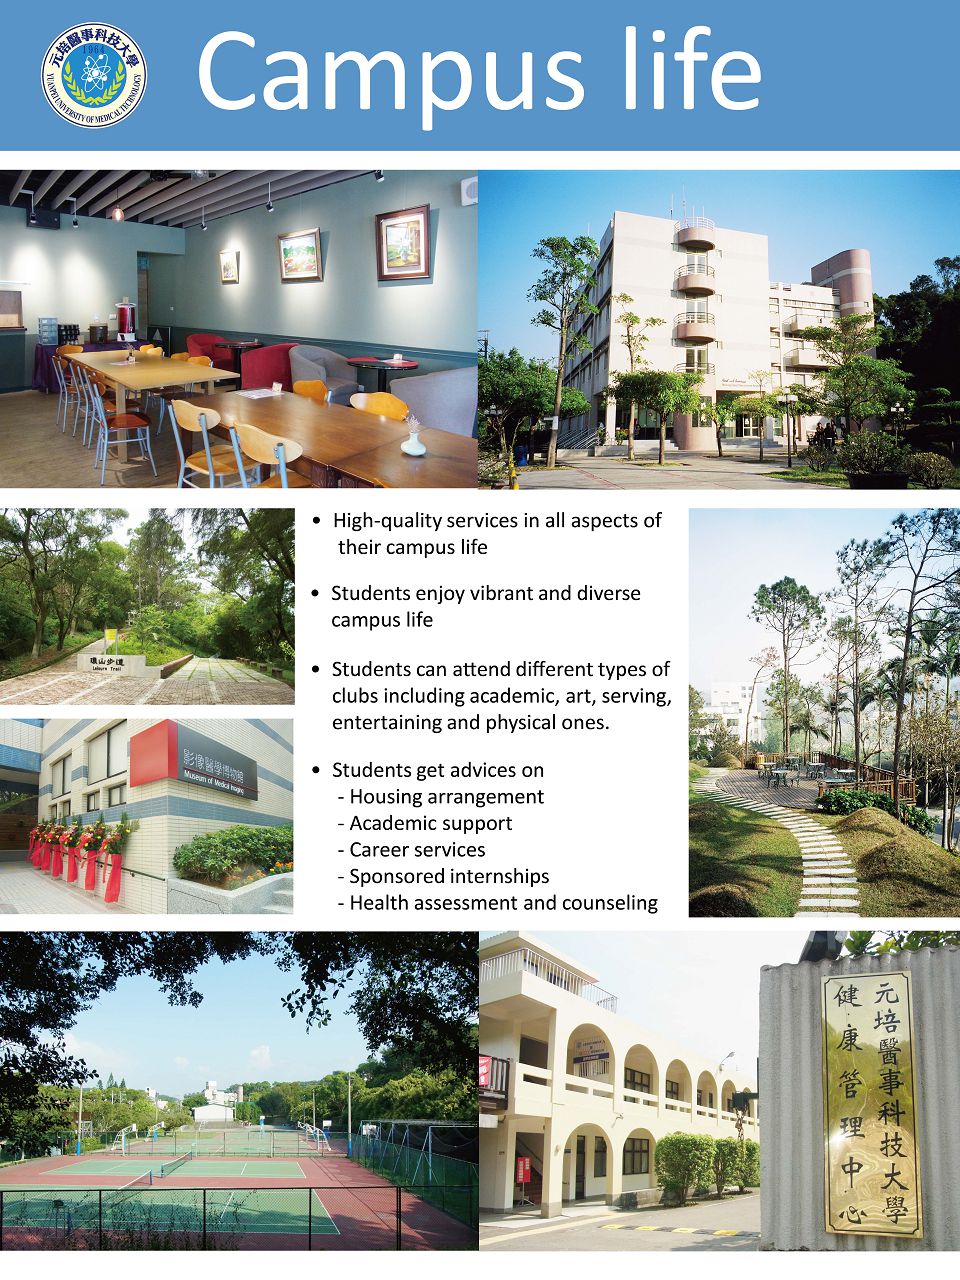 元培醫事科技大學
1964
YUANPEI UNIVERSITY OF MEDICAL TECHNOLOGY
Campus life
• High-quality services in all aspects of
their campus life
• Students enjoy vibrant and diverse
campus life
• Students can attend different types of
clubs including academic, art, serving,
entertaining and physical ones.
• Students get advices on
- Housing arrangement
- Academic support
- Career services
- Sponsored internships
- Health assessment and counseling
環山步道
Leisure Trail
影像醫學博物館
Museum of Medical Imaging
元培醫事科技大學
健康管理中心